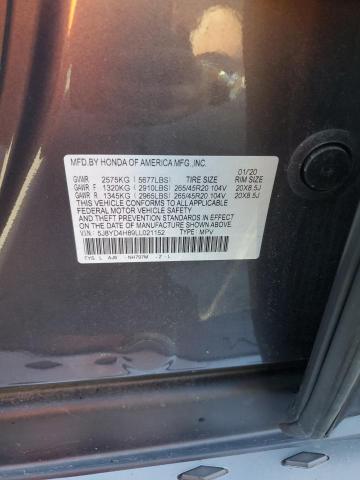 MFD.BY HONDA OF AMERICA MFG.,INC.
01/20
GVWR 2575KG (5677LBS) TIRE SIZE RIM SIZE
GAWR F 1320KG (2910LBS) 265/45R20 104V 20X8.5J
GAWR R 1345KG (2965LBS) 265/45R20 104V 20X8.5J
THIS VEHICLE CONFORMS TO ALL APPLICABLE
FEDERAL MOTOR VEHICLE SAFETY AND
THEFT PREVENTION STANDARDS IN EFFECT ON
THE DATE OF MANUFACTURE SHOWN ABOVE.
V.I.N: 5J8YD4H89LL021152 TYPE: MPV
TYS L AJ8 NH797M -Z-L